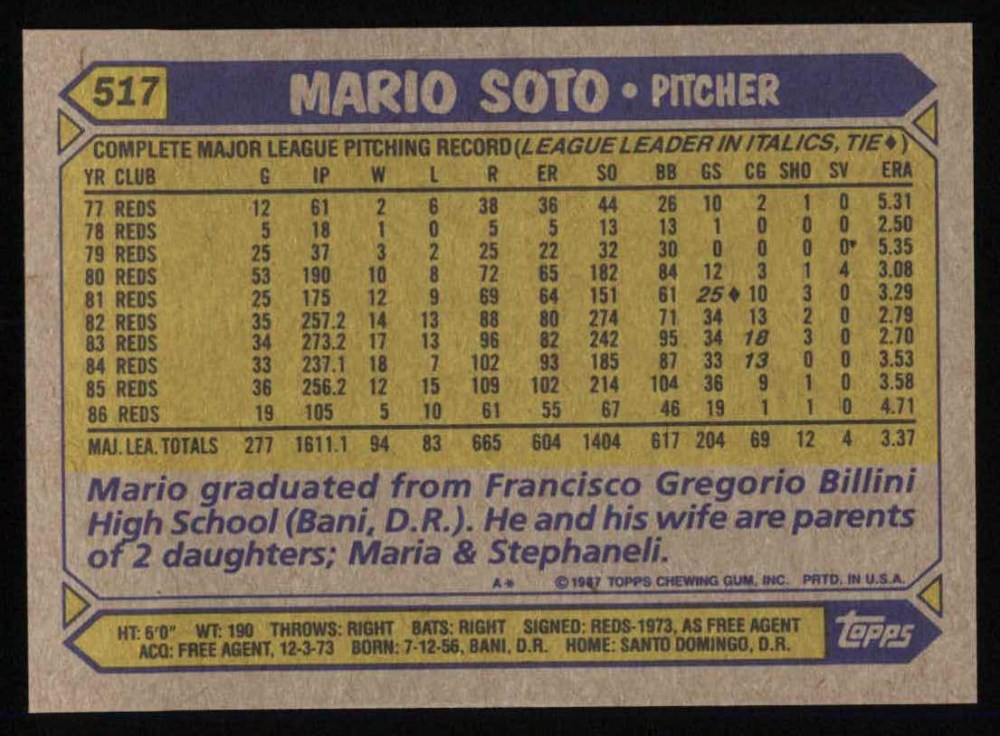 517 MARIO SOTO • PITCHER
COMPLETE MAJOR LEAGUE PITCHING RECORD (LEAGUE LEADER IN ITALICS, TIE♦)
YR CLUB G IP W L R ER SO BB GS CG SHO SV ERA
77 REDS 12 61 2 6 38 36 44 26 10 2 1 0 5.31
78 REDS 5 18 1 0 5 5 13 13 1 0 0 0 2.50
79 REDS 25 37 3 2 25 22 32 30 0 0 0 0 5.35
80 REDS 53 190 10 8 72 65 182 84 12 3 1 4 3.08
81 REDS 25 175 12 9 69 64 151 61 25♦ 10 3 0 3.29
82 REDS 35 257.2 14 13 88 80 274 71 34 13 2 0 2.79
83 REDS 34 273.2 17 13 96 82 242 95 34 18 3 0 2.70
84 REDS 33 237.1 18 7 102 93 185 87 33 13 0 0 3.53
85 REDS 36 256.2 12 15 109 102 214 104 36 9 1 0 3.58
86 REDS 19 105 5 10 61 55 67 46 19 1 1 0 4.71
MAJ. LEA. TOTALS 277 1611.1 94 83 665 604 1404 617 204 69 12 4 3.37
Mario graduated from Francisco Gregorio Billini
High School (Bani, D.R.). He and his wife are parents
of 2 daughters; Maria & Stephaneli.
A* ©1987 TOPPS CHEWING GUM, INC. PRTD. IN U.S.A.
HT: 6'0" WT: 190 THROWS: RIGHT BATS: RIGHT SIGNED: REDS-1973, AS FREE AGENT
ACQ: FREE AGENT, 12-3-73 BORN: 7-12-56, BANI, D.R. HOME: SANTO DOMINGO, D.R.
topps